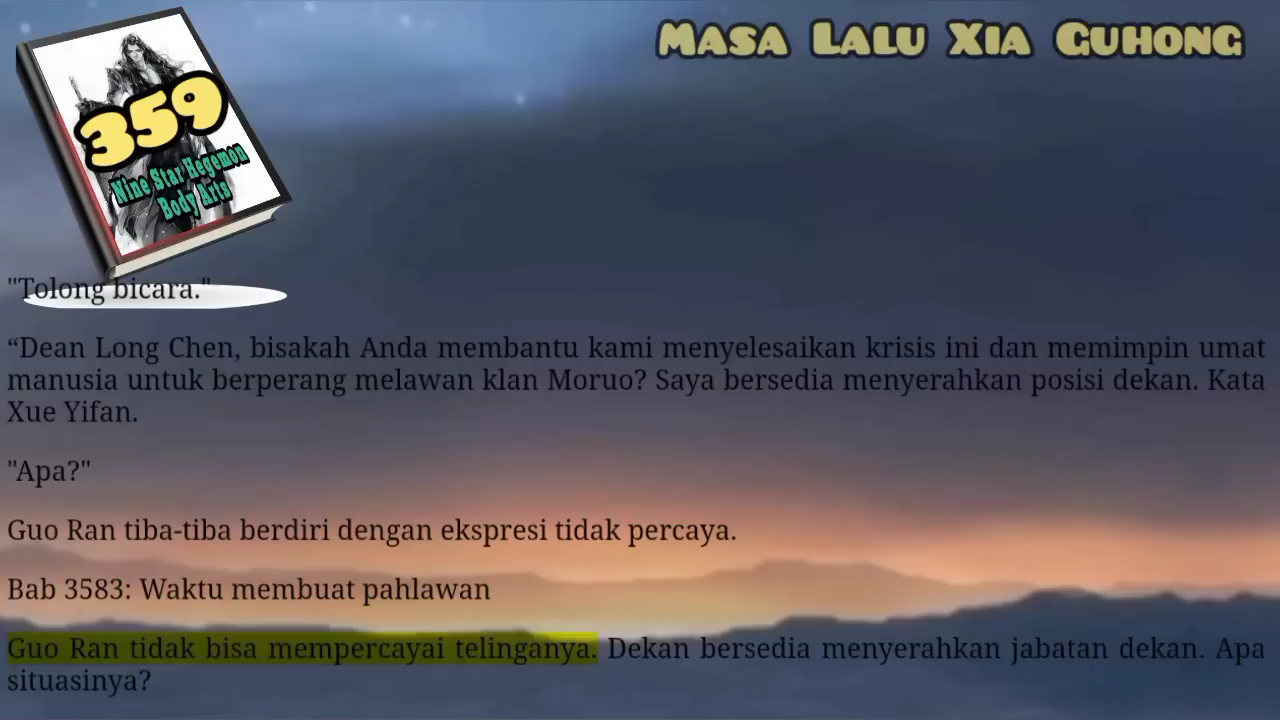 Masa Lalu Xia Guhong
359
Nine Star Hegemon
Body Arts
"Tolong bicara."
“Dean Long Chen, bisakah Anda membantu kami menyelesaikan krisis ini dan memimpin umat
manusia untuk berperang melawan klan Moruo? Saya bersedia menyerahkan posisi dekan. Kata
Xue Yifan.
"Apa?"
Guo Ran tiba-tiba berdiri dengan ekspresi tidak percaya.
Bab 3583: Waktu membuat pahlawan
Guo Ran tidak bisa mempercayai telinganya. Dekan bersedia menyerahkan jabatan dekan. Apa
situasinya?